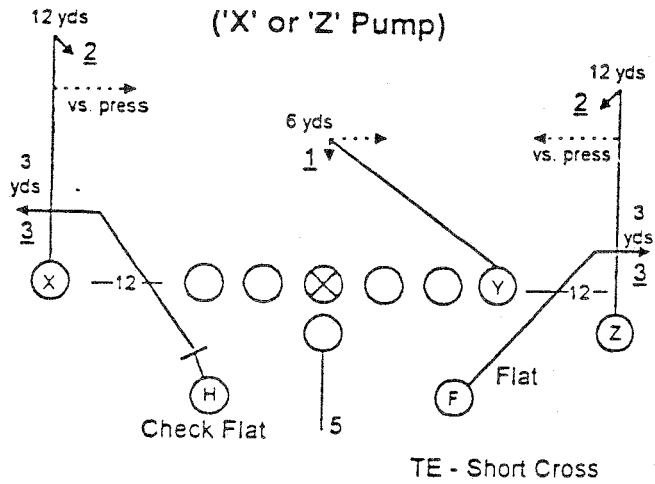 ('X' or 'Z' Pump)
12 yds
2
vs. press
12 yds
2
vs. press
6 yds
1
3
yds
3
3
yds
3
X
12
Y
12
Z
H
Check Flat
5
F
Flat
TE - Short Cross